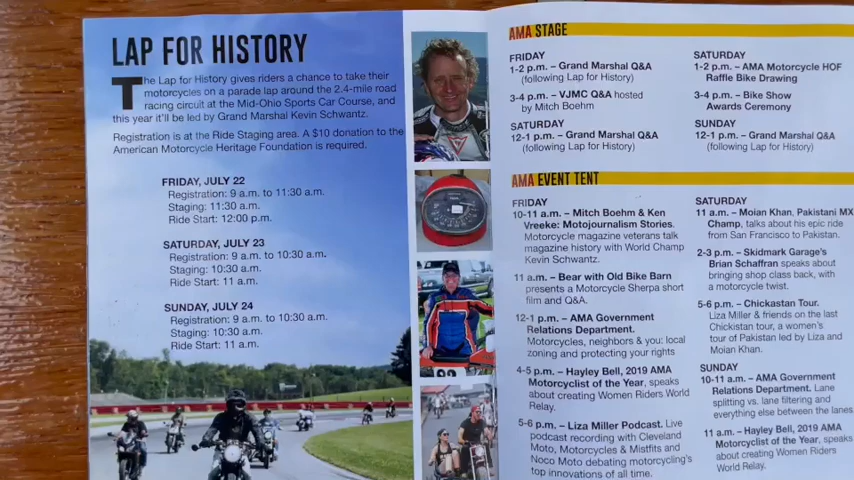 LAP FOR HISTORY
The Lap for History gives riders a chance to take their
motorcycles on a parade lap around the 2.4-mile road
racing circuit at the Mid-Ohio Sports Car Course, and
this year it'll be led by Grand Marshal Kevin Schwantz.
Registration is at the Ride Staging area. A $10 donation to the
American Motorcycle Heritage Foundation is required.
FRIDAY, JULY 22
Registration: 9 a.m. to 11:30 a.m.
Staging: 11:30 a.m.
Ride Start: 12:00 p.m.
SATURDAY, JULY 23
Registration: 9 a.m. to 10:30 a.m.
Staging: 10:30 a.m.
Ride Start: 11 a.m.
SUNDAY, JULY 24
Registration: 9 a.m. to 10:30 a.m.
Staging: 10:30 a.m.
Ride Start: 11 a.m.
AMA STAGE
FRIDAY
1-2 p.m. – Grand Marshal Q&A
(following Lap for History)
3-4 p.m. – VJMC Q&A hosted
by Mitch Boehm
SATURDAY
12-1 p.m. – Grand Marshal Q&A
(following Lap for History)
SATURDAY
1-2 p.m. – AMA Motorcycle HOF
Raffle Bike Drawing
3-4 p.m. – Bike Show
Awards Ceremony
SUNDAY
12-1 p.m. – Grand Marshal Q&A
(following Lap for History)
AMA EVENT TENT
FRIDAY
10-11 a.m. – Mitch Boehm & Ken
Vreeke: Motojournalism Stories.
Motorcycle magazine veterans talk
magazine history with World Champ
Kevin Schwantz.
11 a.m. – Bear with Old Bike Barn
presents a Motorcycle Sherpa short
film and Q&A.
12-1 p.m. – AMA Government
Relations Department.
Motorcycles, neighbors & you: local
zoning and protecting your rights
4-5 p.m. – Hayley Bell, 2019 AMA
Motorcyclist of the Year, speaks
about creating Women Riders World
Relay.
5-6 p.m. – Liza Miller Podcast. Live
podcast recording with Cleveland
Moto, Motorcycles & Misfits and
Noco Moto debating motorcycling's
top innovations of all time.
SATURDAY
11 a.m. – Moian Khan, Pakistani MX
Champ, talks about his epic ride
from San Francisco to Pakistan.
2-3 p.m. – Skidmark Garage's
Brian Schaffran speaks about
bringing shop class back, with
a motorcycle twist.
5-6 p.m. – Chickastan Tour.
Liza Miller & friends on the last
Chickistan tour, a women's
tour of Pakistan, led by Liza and
Moian Khan.
SUNDAY
10-11 a.m. – AMA Government
Relations Department. Lane
splitting vs. lane filtering and
everything else between the lanes
11 a.m. – Hayley Bell, 2019 AMA
Motorcyclist of the Year, speaks
about creating Women Riders
World Relay.